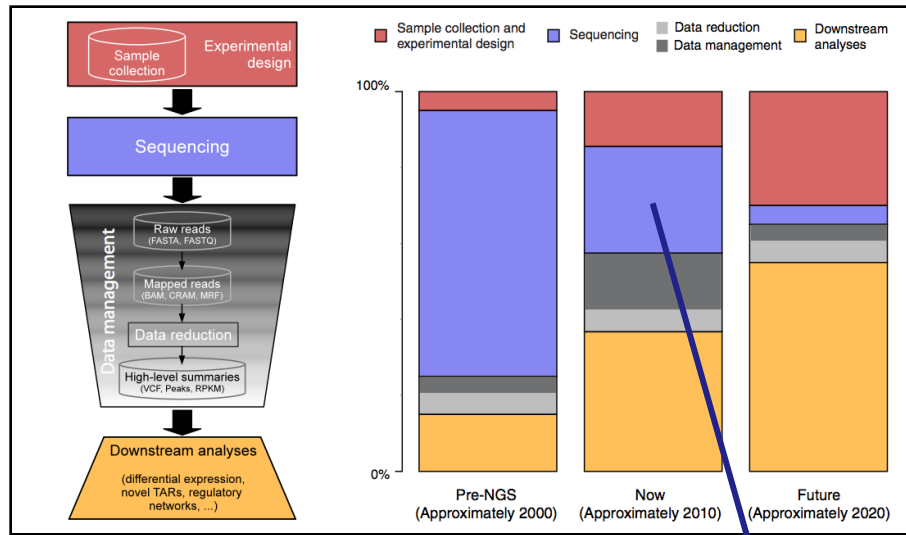 Sample
collection
Experimental
design
Sequencing
Data management
Raw reads
(FASTA, FASTQ)
Mapped reads
(BAM, CRAM, MRF)
Data reduction
High-level summaries
(VCF, Peaks, RPKM)
Downstream analyses
(differential expression,
novel TARs, regulatory
networks, ...)
Sample collection and
experimental design
Sequencing
Data reduction
Data management
Downstream
analyses
100%
0%
Pre-NGS
(Approximately 2000)
Now
(Approximately 2010)
Future
(Approximately 2020)